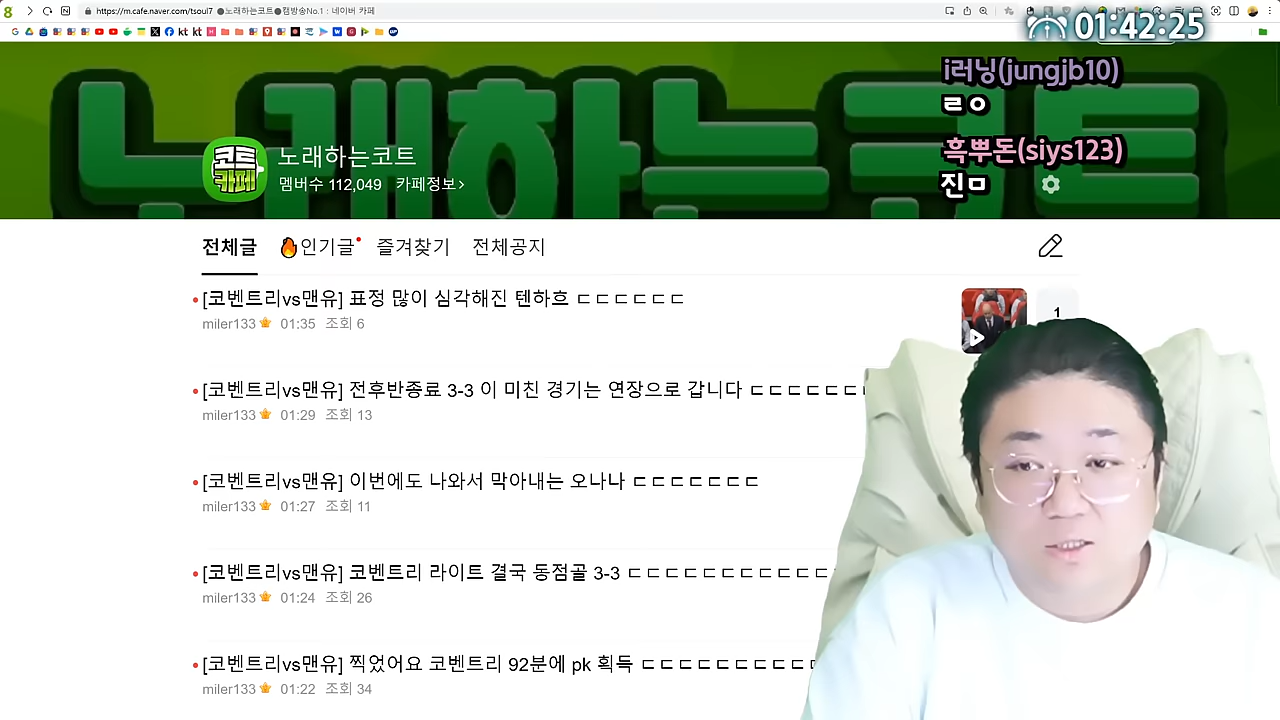 https://m.cafe.naver.com/tsoul7 ●노래하는코트●캠방송No.1 : 네이버 카페
01:42:25
노래하는코트
i러닝(jungjb10)
ㄹㅇ
흑뿌돈(siys123)
진ㅁ
코트
카페
노래하는코트
멤버수 112,049 카페정보>
전체글 인기글 즐겨찾기 전체공지
[코벤트리vs맨유] 표정 많이 심각해진 텐하흐 ㄷㄷㄷㄷㄷㄷ
miler133 01:35 조회 6
1
[코벤트리vs맨유] 전후반종료 3-3 이 미친 경기는 연장으로 갑니다 ㄷㄷㄷㄷㄷㄷ
miler133 01:29 조회 13
[코벤트리vs맨유] 이번에도 나와서 막아내는 오나나 ㄷㄷㄷㄷㄷㄷㄷ
miler133 01:27 조회 11
[코벤트리vs맨유] 코벤트리 라이트 결국 동점골 3-3 ㄷㄷㄷㄷㄷㄷㄷㄷㄷㄷㄷ
miler133 01:24 조회 26
[코벤트리vs맨유] 찍었어요 코벤트리 92분에 pk 획득 ㄷㄷㄷㄷㄷㄷㄷㄷㄷ
miler133 01:22 조회 34